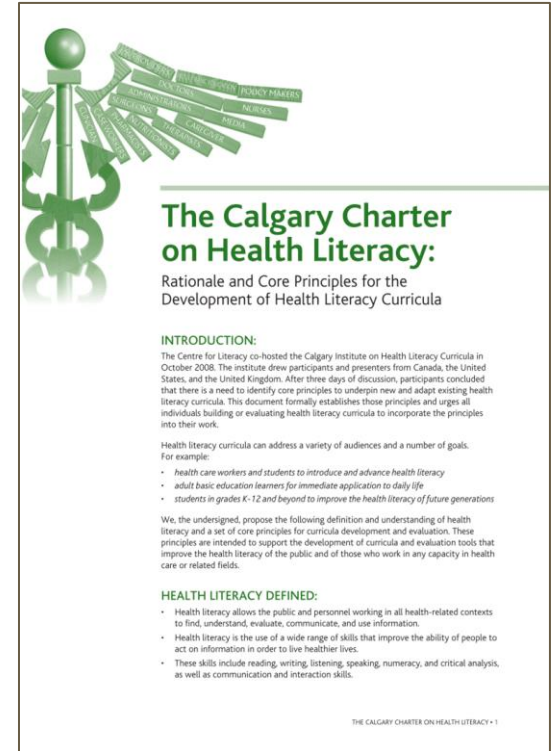 POLICY MAKERS
DOCTORS
ADMINISTRATORS
NURSES
SURGEONS
MEDIA
CAREGIVER
THERAPISTS
NUTRITIONISTS
PHARMACISTS
The Calgary Charter
on Health Literacy:
Rationale and Core Principles for the
Development of Health Literacy Curricula
INTRODUCTION:
The Centre for Literacy co-hosted the Calgary Institute on Health Literacy Curricula in
October 2008. The institute drew participants and presenters from Canada, the United
States, and the United Kingdom. After three days of discussion, participants concluded
that there is a need to identify core principles to underpin new and adapt existing health
literacy curricula. This document formally establishes those principles and urges all
individuals building or evaluating health literacy curricula to incorporate the principles
into their work.
Health literacy curricula can address a variety of audiences and a number of goals.
For example:
• health care workers and students to introduce and advance health literacy
• adult basic education learners for immediate application to daily life
• students in grades K-12 and beyond to improve the health literacy of future generations
We, the undersigned, propose the following definition and understanding of health
literacy and a set of core principles for curricula development and evaluation. These
principles are intended to support the development of curricula and evaluation tools that
improve the health literacy of the public and of those who work in any capacity in health
care or related fields.
HEALTH LITERACY DEFINED:
• Health literacy allows the public and personnel working in all health-related contexts
to find, understand, evaluate, communicate, and use information.
• Health literacy is the use of a wide range of skills that improve the ability of people to
act on information in order to live healthier lives.
• These skills include reading, writing, listening, speaking, numeracy, and critical analysis,
as well as communication and interaction skills.
THE CALGARY CHARTER ON HEALTH LITERACY • 1